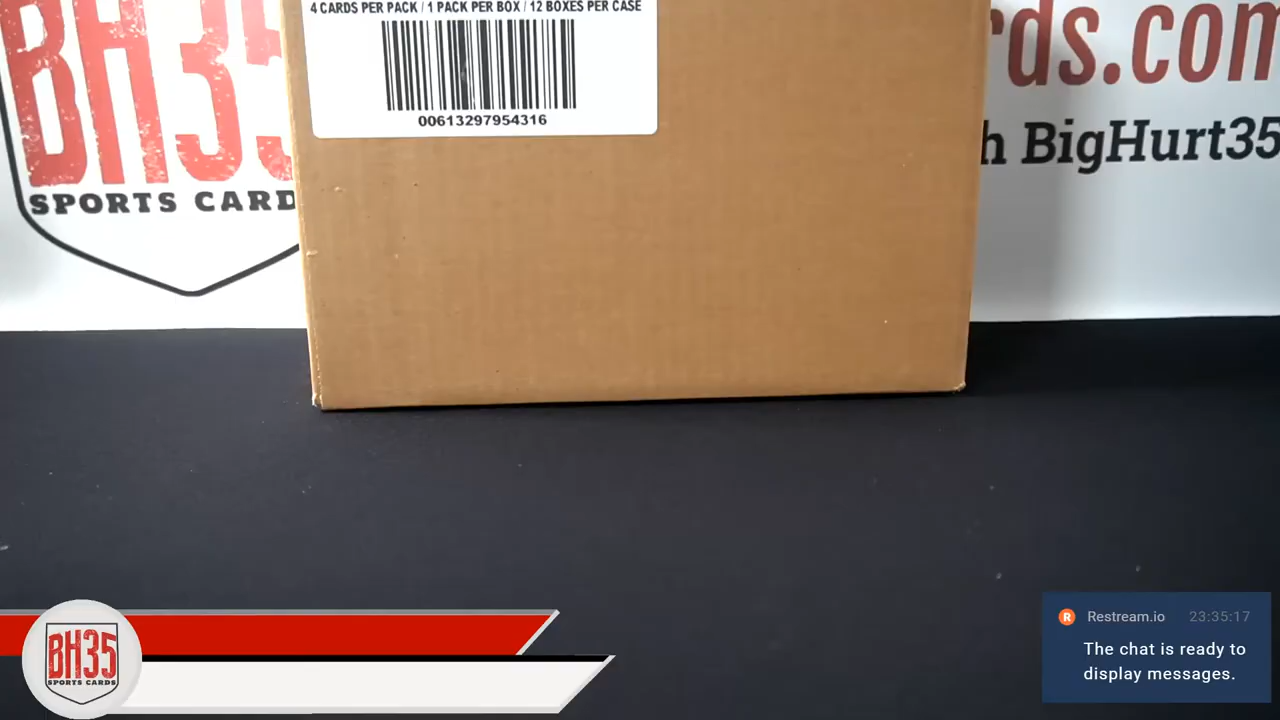 4 CARDS PER PACK / 1 PACK PER BOX / 12 BOXES PER CASE
00613297954316
BH35
SPORTS CARD
rds.com
h BigHurt35
BH35
SPORTS CARDS
Restream.io 23:35:17
The chat is ready to
display messages.